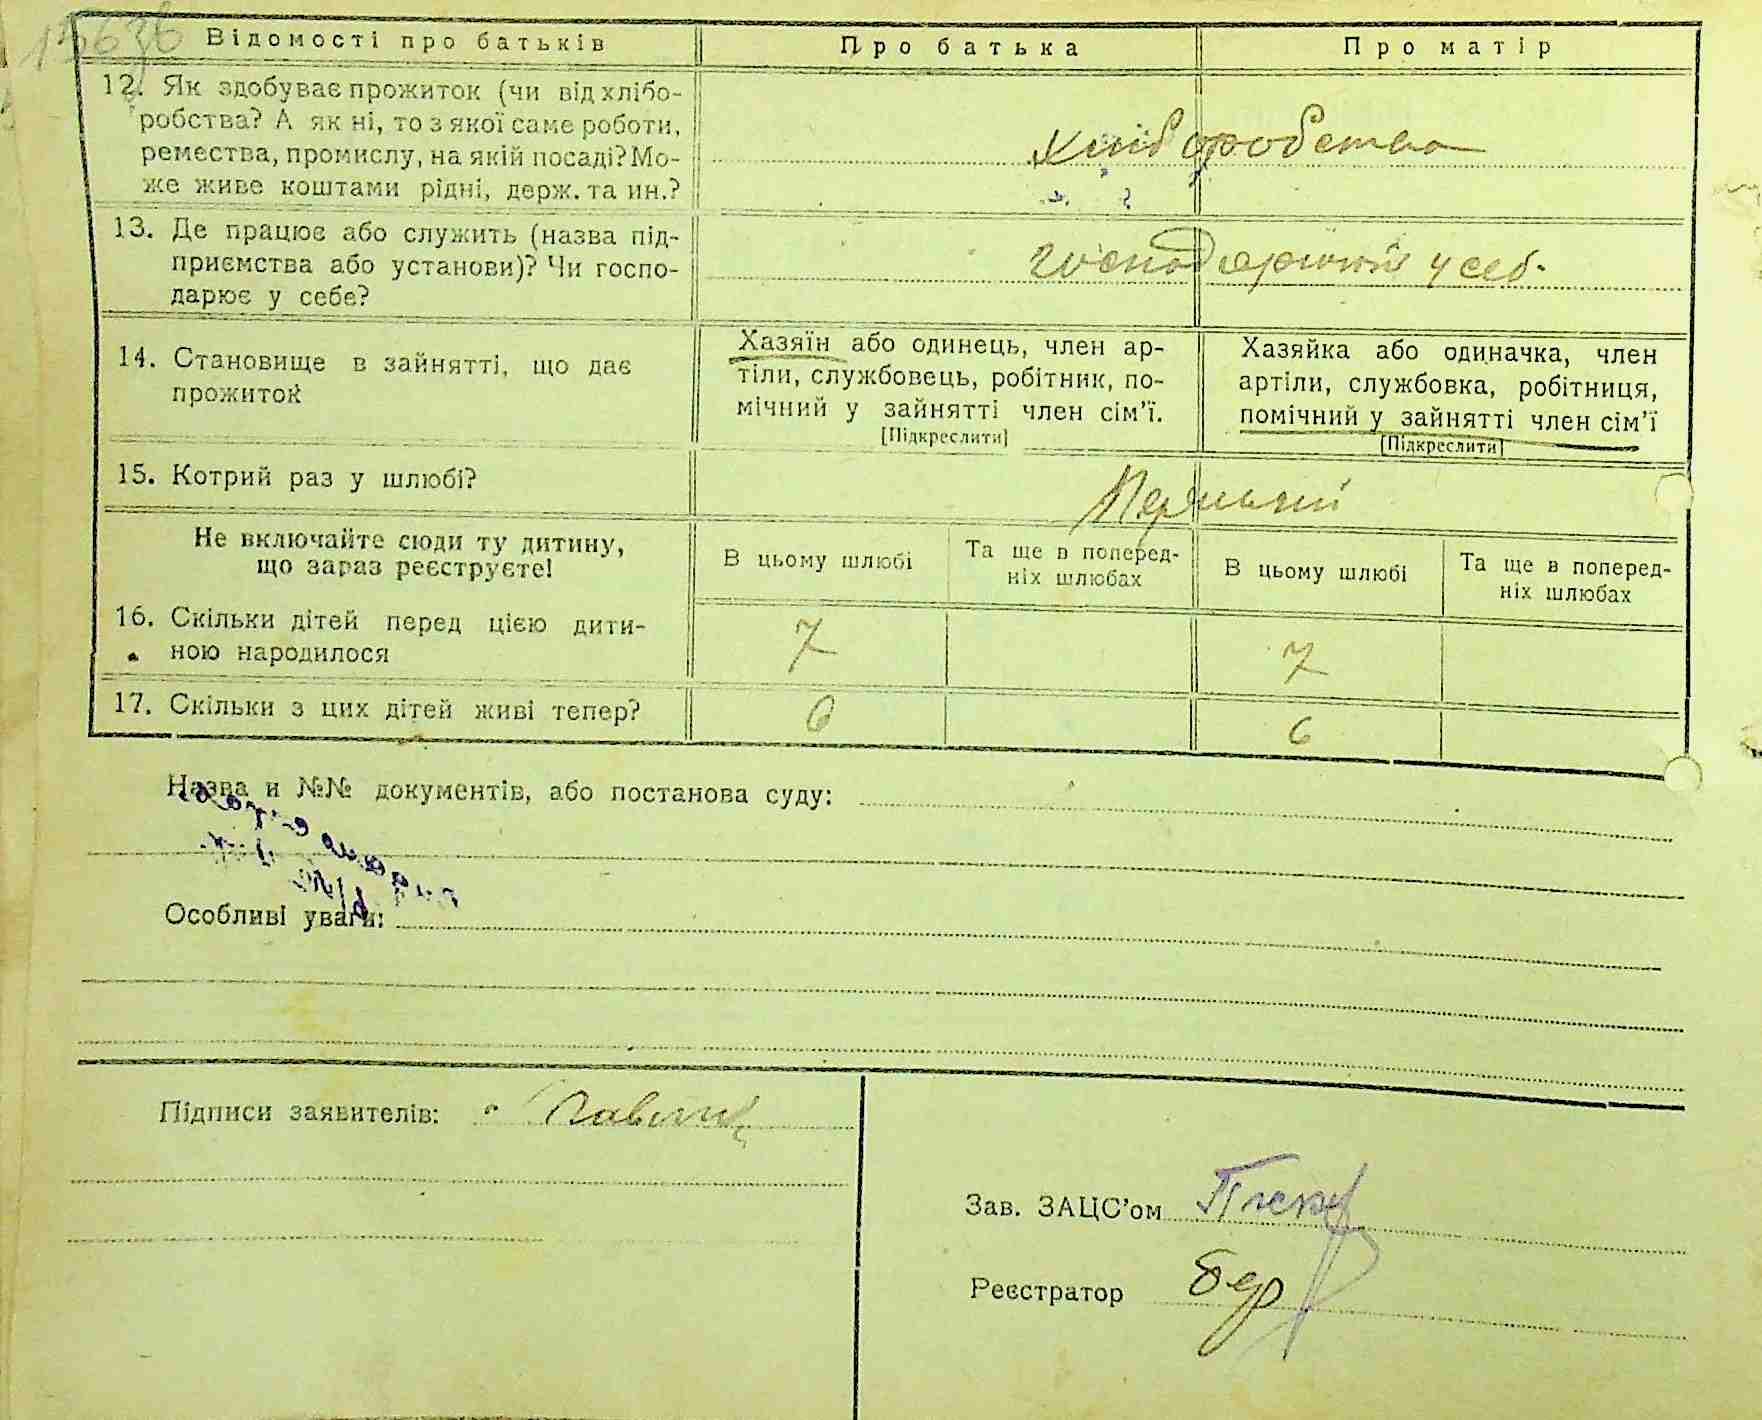 Відомості про батьків
Про батька
Про матір
12. Як здобуває прожиток (чи від хлібо-
робства? А як ні, то з якої саме роботи,
ремества, промислу, на якій посаді? Мо-
же живе коштами рідні, держ. та ин.?
хліборобства
13. Де працює або служить (назва під-
приємства або установи)? Чи госпо-
дарює у себе?
у себ.
14. Становище в зайнятті, що дає
прожиток
Хазяїн або одинець, член ар-
тіли, службовець, робітник, по-
мічний у зайнятті член сім'ї.
[Підкреслити]
Хазяйка або одиначка, член
артіли, службовка, робітниця,
помічний у зайнятті член сім'ї
[Підкреслити]
15. Котрий раз у шлюбі?
Не включайте сюди ту дитину,
що зараз реєструєте!
В цьому шлюбі
Та ще в поперед-
ніх шлюбах
В цьому шлюбі
Та ще в поперед-
ніх шлюбах
16. Скільки дітей перед цією дити-
ною народилося
7
7
17. Скільки з цих дітей живі тепер?
6
6
Назва и №№ документів, або постанова суду:
Особливі уваги:
Підписи заявителів:
Зав. ЗАЦС'ом
Реєстратор